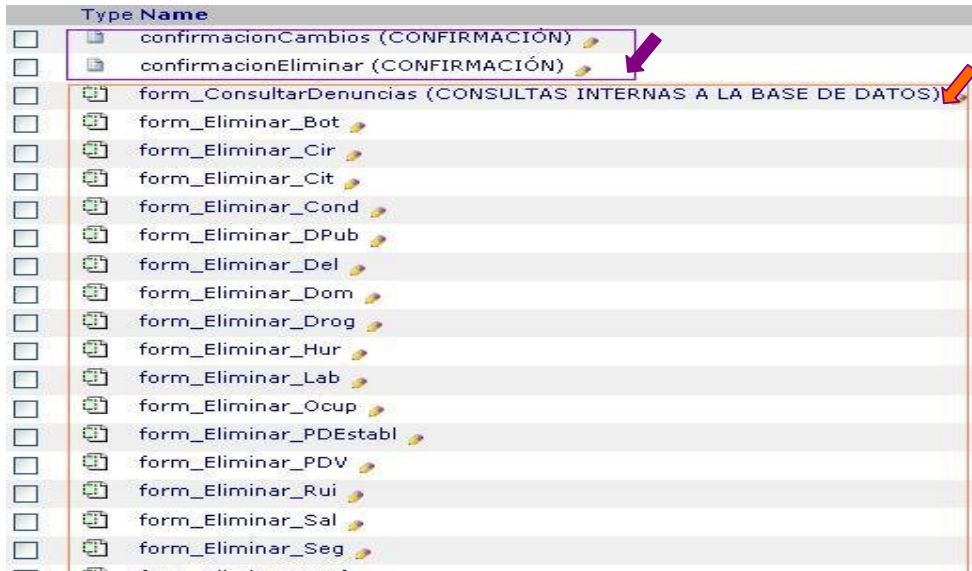 Type Name
confirmacionCambios (CONFIRMACIÓN)
confirmacionEliminar (CONFIRMACIÓN)
form_ConsultarDenuncias (CONSULTAS INTERNAS A LA BASE DE DATOS)
form_Eliminar_Bot
form_Eliminar_Cir
form_Eliminar_Cit
form_Eliminar_Cond
form_Eliminar_DPub
form_Eliminar_Del
form_Eliminar_Dom
form_Eliminar_Drog
form_Eliminar_Hur
form_Eliminar_Lab
form_Eliminar_Ocup
form_Eliminar_PDEstabl
form_Eliminar_PDV
form_Eliminar_Rui
form_Eliminar_Sal
form_Eliminar_Seg